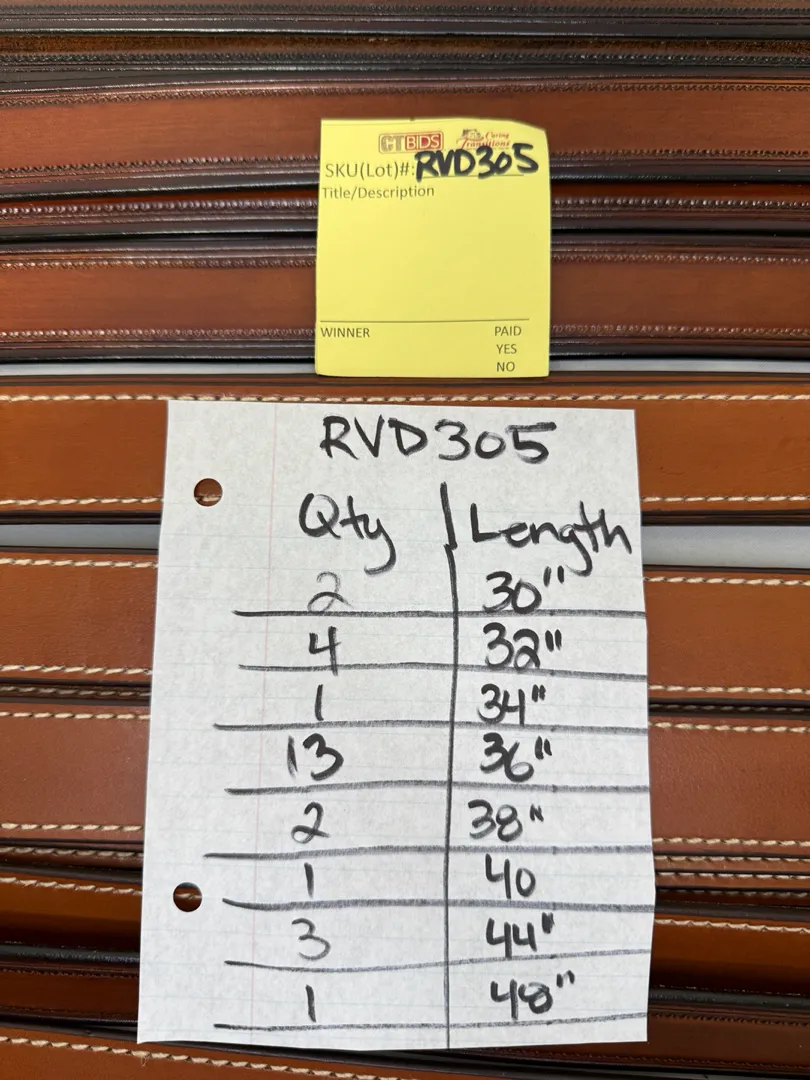 CTBIDS Caring Transitions
SKU(Lot)#: RVD305
Title/Description
WINNER PAID
YES
NO
RVD305
Qty Length
2 30"
4 32"
1 34"
13 36"
2 38"
1 40
3 44"
1 48"